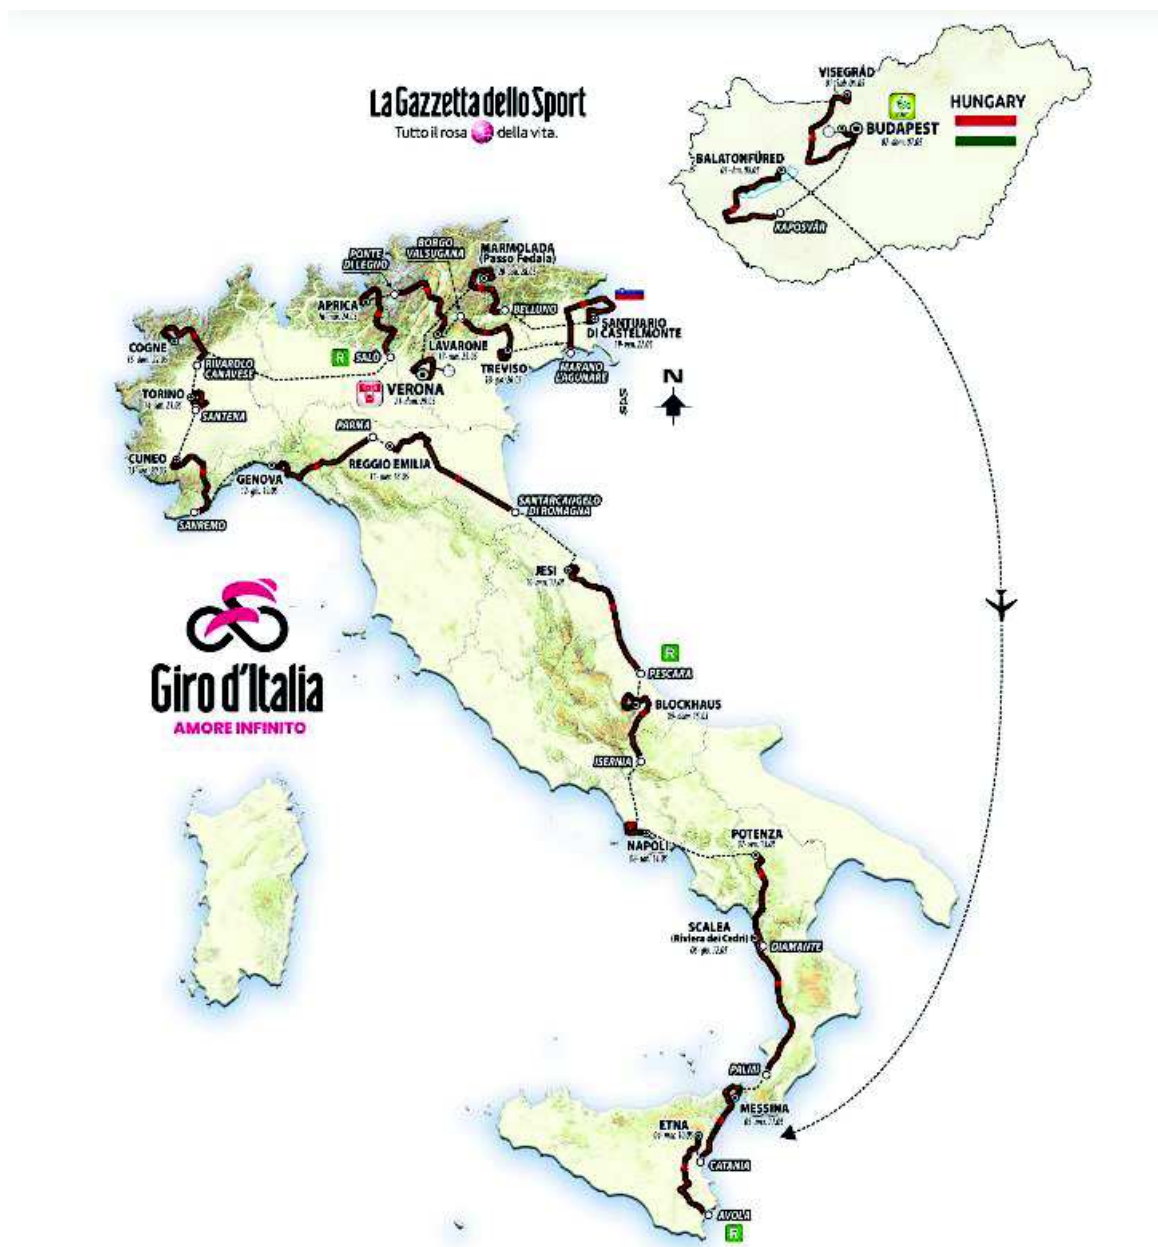 La Gazzetta dello Sport
Tutto il rosa della vita.
VISEGRÁD
HUNGARY
BUDAPEST
BALATONFÜRED
KAPOSVÁR
BORGO
VALSUGANA
MARMOLADA
(Passo Fedaia)
PONTE
DI LEGNO
APRICA
BELLUNO
SANTUARIO
DI CASTELMONTE
LAVARONE
COGNE
RIVAROLO
CANAVESE
R
SALÒ
TREVISO
MARANO
LAGUNARE
N
SDS
VERONA
TORINO
SANTENA
PARMA
CUNEO
REGGIO EMILIA
GENOVA
SANTARCANGELO
DI ROMAGNA
SANREMO
JESI
Giro d'Italia
AMORE INFINITO
R
PESCARA
BLOCKHAUS
ISERNIA
NAPOLI
POTENZA
SCALEA
(Riviera dei Cedri)
DIAMANTE
PALMI
MESSINA
ETNA
CATANIA
AVOLA
R